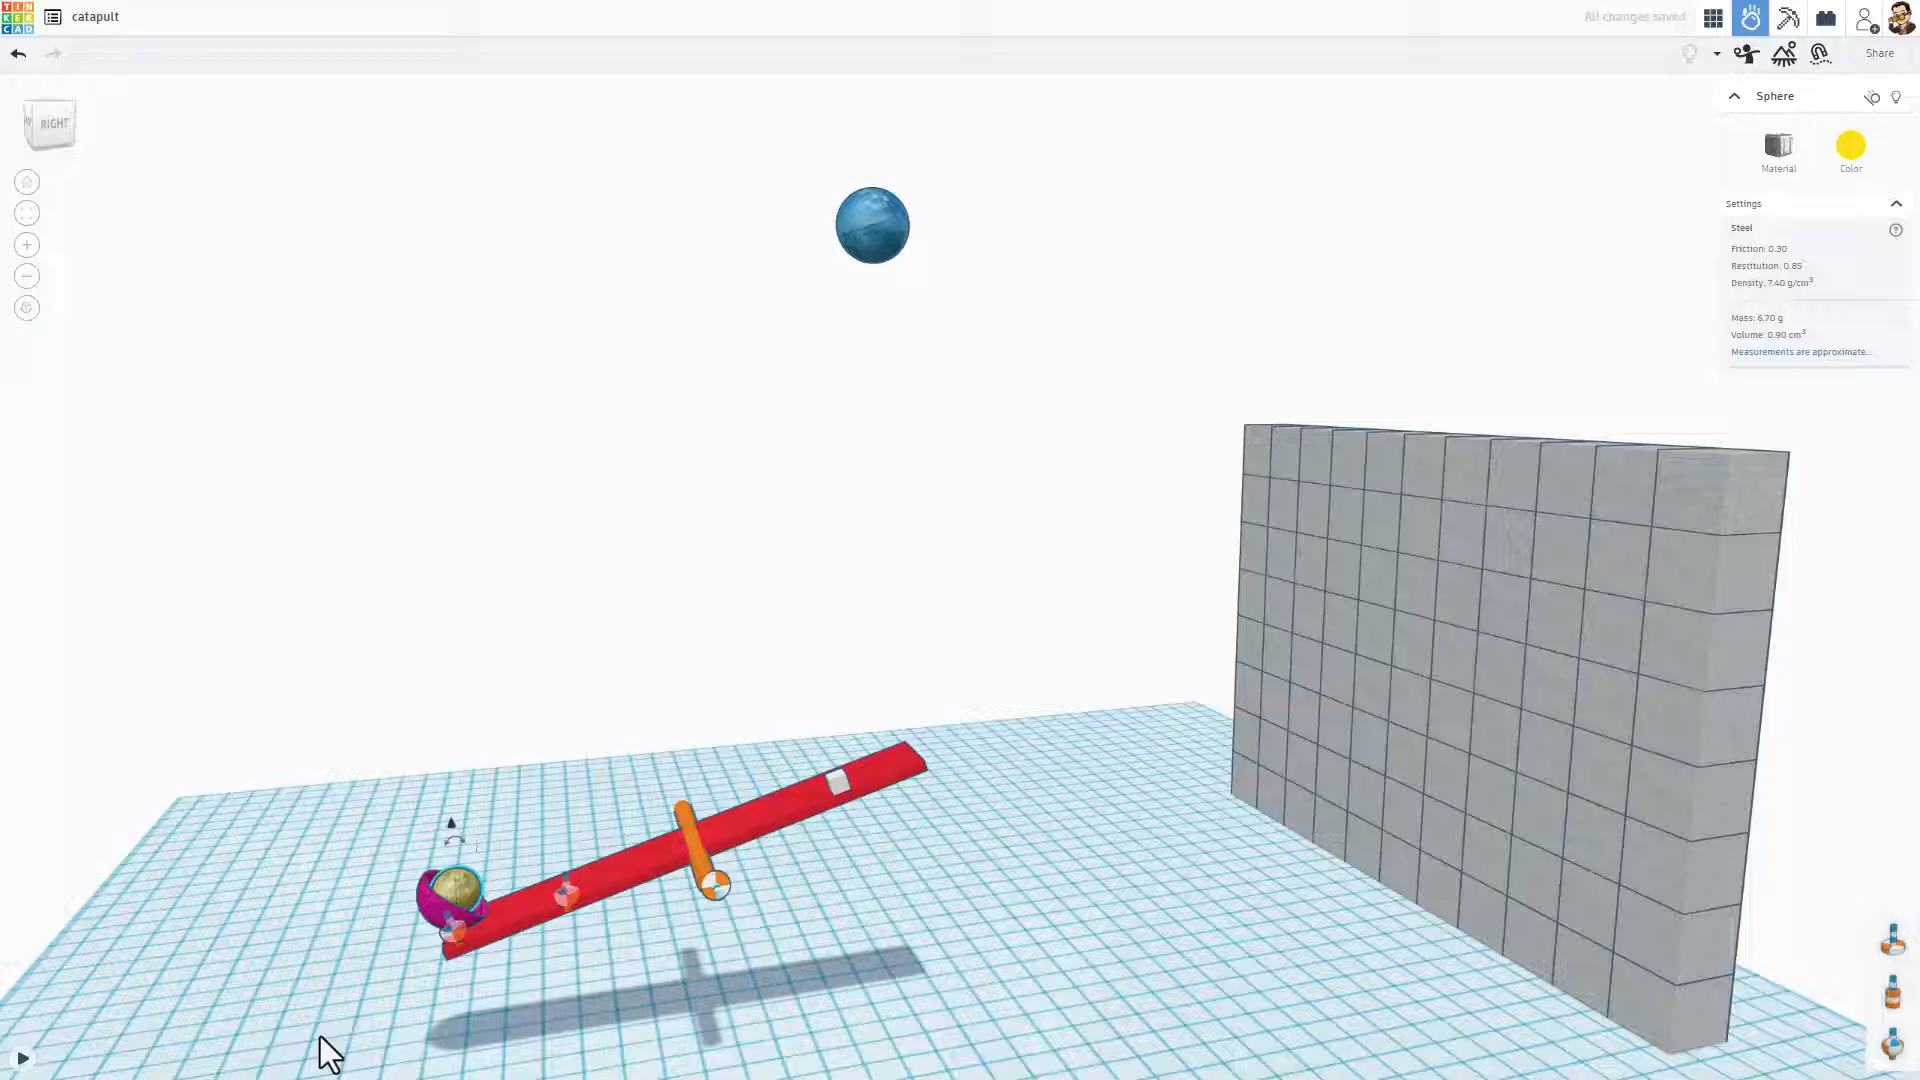 TIN
KER
CAD
catapult
All changes saved
Share
RIGHT
Sphere
Material
Color
Settings
Steel
Friction: 0.30
Restitution: 0.85
Density: 7.40 g/cm³
Mass: 6.70 g
Volume: 0.90 cm³
Measurements are approximate...